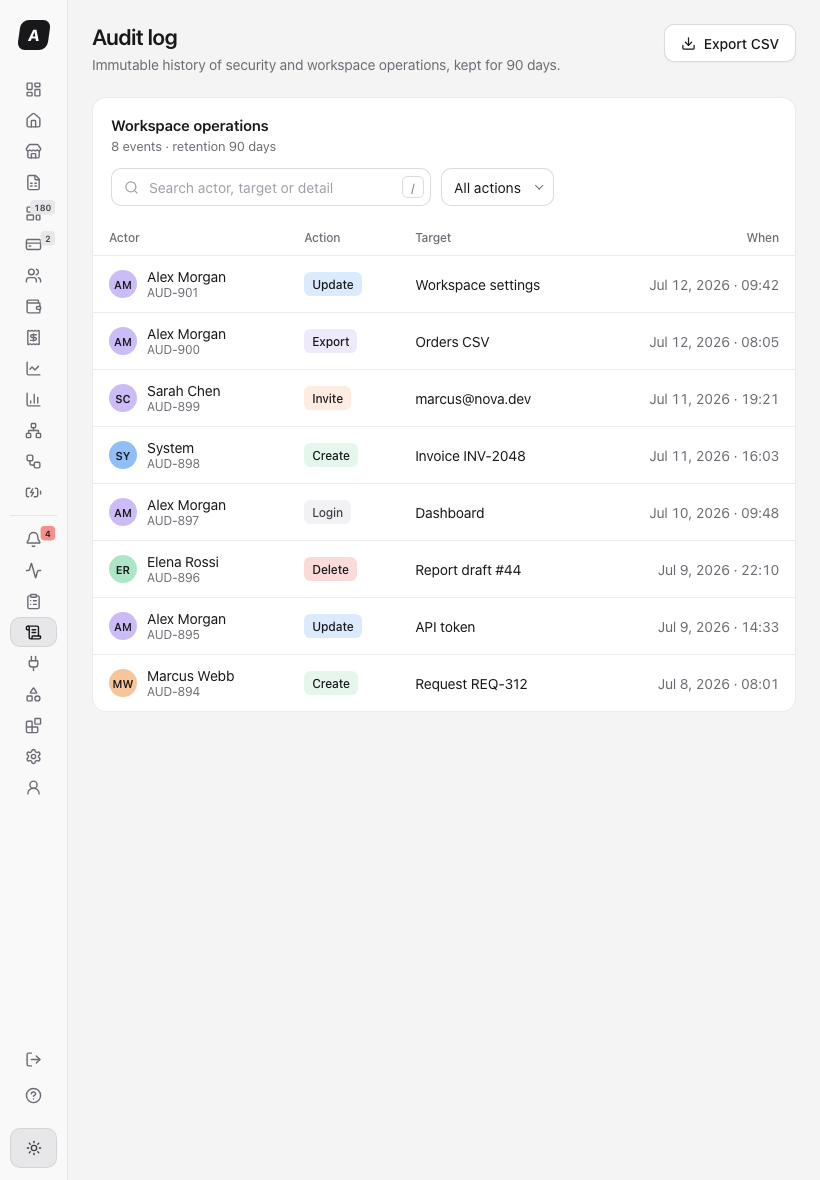 A
180
2
4
Audit log
Immutable history of security and workspace operations, kept for 90 days.
Export CSV
Workspace operations
8 events · retention 90 days
Search actor, target or detail /
All actions
Actor Action Target When
AM Alex Morgan Update Workspace settings Jul 12, 2026 · 09:42
AUD-901
AM Alex Morgan Export Orders CSV Jul 12, 2026 · 08:05
AUD-900
SC Sarah Chen Invite marcus@nova.dev Jul 11, 2026 · 19:21
AUD-899
SY System Create Invoice INV-2048 Jul 11, 2026 · 16:03
AUD-898
AM Alex Morgan Login Dashboard Jul 10, 2026 · 09:48
AUD-897
ER Elena Rossi Delete Report draft #44 Jul 9, 2026 · 22:10
AUD-896
AM Alex Morgan Update API token Jul 9, 2026 · 14:33
AUD-895
MW Marcus Webb Create Request REQ-312 Jul 8, 2026 · 08:01
AUD-894